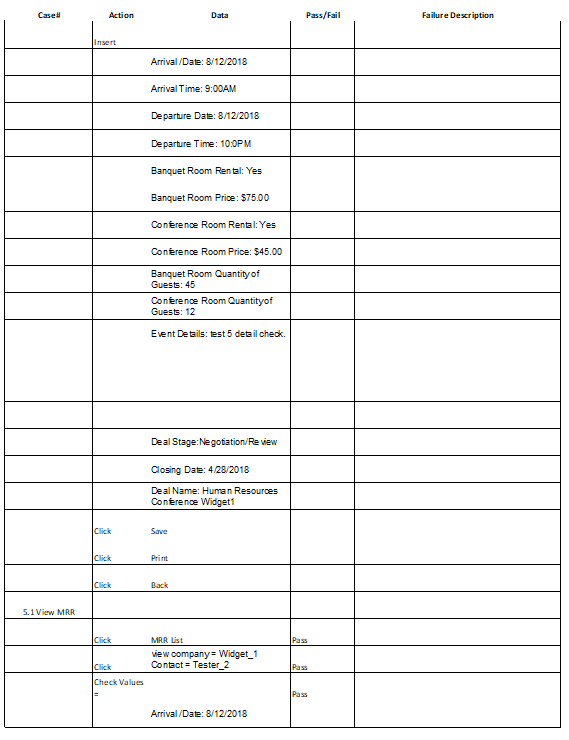 Case# Action Data Pass/Fail Failure Description
Insert
Arrival /Date: 8/12/2018
Arrival Time: 9:00AM
Departure Date: 8/12/2018
Departure Time: 10:0PM
Banquet Room Rental: Yes
Banquet Room Price: $75.00
Conference Room Rental: Yes
Conference Room Price: $45.00
Banquet Room Quantity of
Guests: 45
Conference Room Quantity of
Guests: 12
Event Details: test 5 detail check.
Deal Stage:Negotiation/Review
Closing Date: 4/28/2018
Deal Name: Human Resources
Conference Widget1
Click Save
Click Print
Click Back
5.1 View MRR
Click MRR List Pass
view company = Widget_1
Click Contact = Tester_2 Pass
Check Values
= Pass
Arrival /Date: 8/12/2018